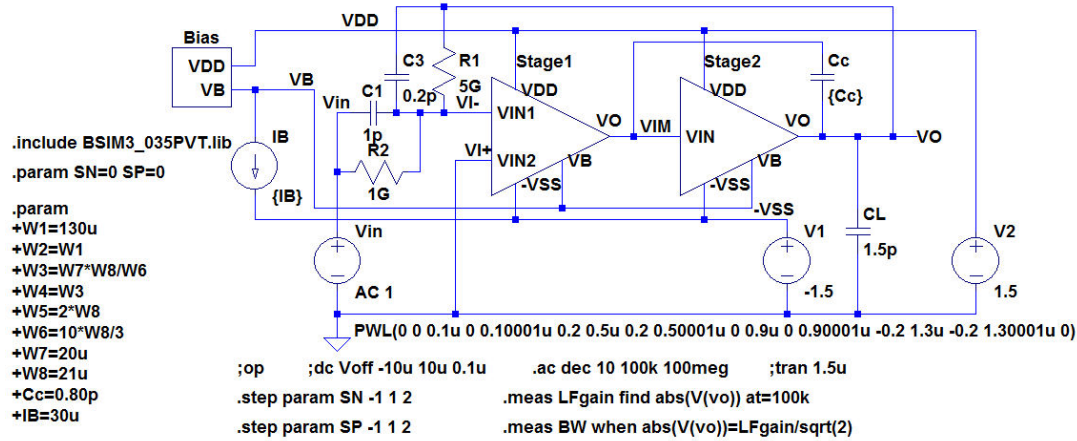 VDD
Bias
VDD
VB
VB
C3
0.2p
R1
5G
Stage1
VDD
Stage2
VDD
Cc
{Cc}
Vin
C1
1p
VI-
VIN1
VO
VIM
VIN
VO
VO
R2
1G
VI+
VIN2
VB
-VSS
VB
-VSS
IB
{IB}
.include BSIM3_035PVT.lib
.param SN=0 SP=0
.param
+W1=130u
+W2=W1
+W3=W7*W8/W6
+W4=W3
+W5=2*W8
+W6=10*W8/3
+W7=20u
+W8=21u
+Cc=0.80p
+IB=30u
Vin
AC 1
-VSS
V1
-1.5
CL
1.5p
V2
1.5
PWL(0 0 0.1u 0 0.10001u 0.2 0.5u 0.2 0.50001u 0 0.9u 0 0.90001u -0.2 1.3u -0.2 1.30001u 0)
;op ;dc Voff -10u 10u 0.1u .ac dec 10 100k 100meg ;tran 1.5u
.step param SN -1 1 2 .meas LFgain find abs(V(vo)) at=100k
.step param SP -1 1 2 .meas BW when abs(V(vo))=LFgain/sqrt(2)